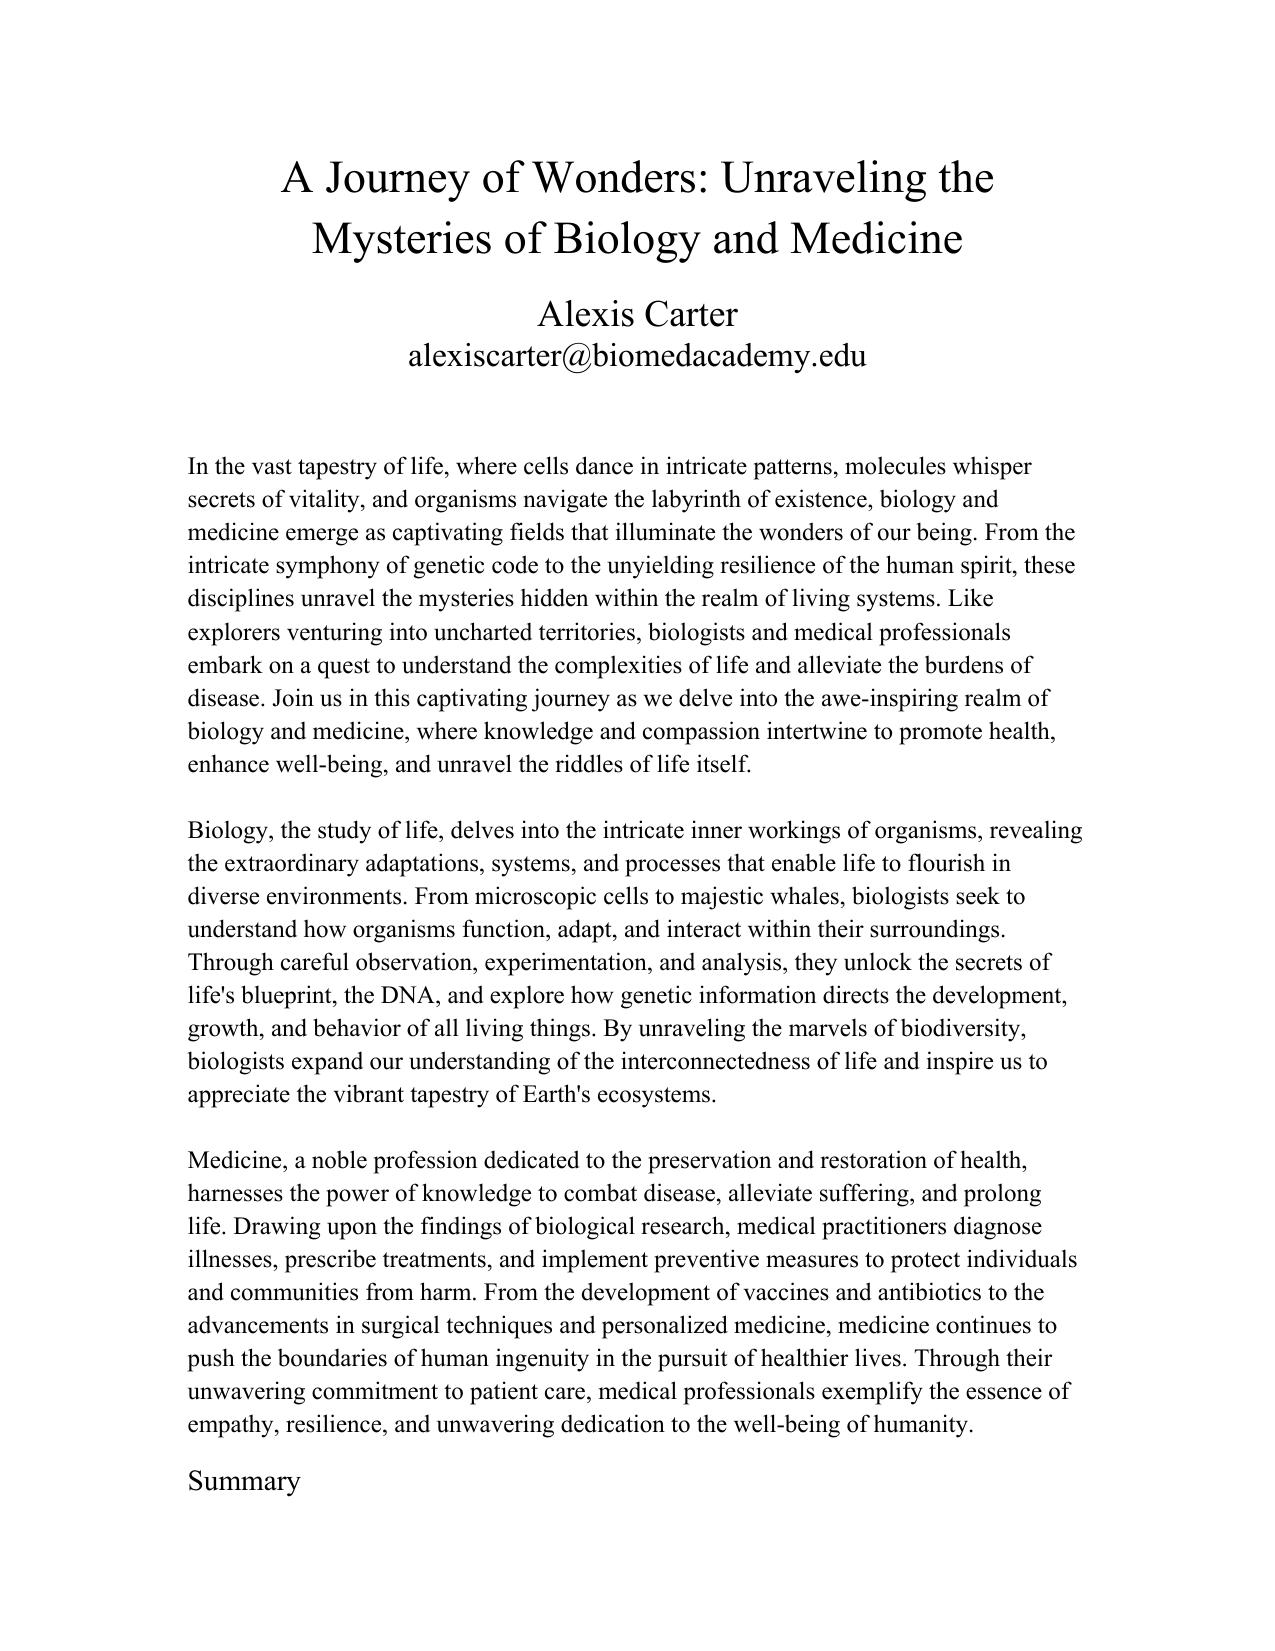 A Journey of Wonders: Unraveling the
Mysteries of Biology and Medicine
Alexis Carter
alexiscarter@biomedacademy.edu
In the vast tapestry of life, where cells dance in intricate patterns, molecules whisper
secrets of vitality, and organisms navigate the labyrinth of existence, biology and
medicine emerge as captivating fields that illuminate the wonders of our being. From the
intricate symphony of genetic code to the unyielding resilience of the human spirit, these
disciplines unravel the mysteries hidden within the realm of living systems. Like
explorers venturing into uncharted territories, biologists and medical professionals
embark on a quest to understand the complexities of life and alleviate the burdens of
disease. Join us in this captivating journey as we delve into the awe-inspiring realm of
biology and medicine, where knowledge and compassion intertwine to promote health,
enhance well-being, and unravel the riddles of life itself.
Biology, the study of life, delves into the intricate inner workings of organisms, revealing
the extraordinary adaptations, systems, and processes that enable life to flourish in
diverse environments. From microscopic cells to majestic whales, biologists seek to
understand how organisms function, adapt, and interact within their surroundings.
Through careful observation, experimentation, and analysis, they unlock the secrets of
life's blueprint, the DNA, and explore how genetic information directs the development,
growth, and behavior of all living things. By unraveling the marvels of biodiversity,
biologists expand our understanding of the interconnectedness of life and inspire us to
appreciate the vibrant tapestry of Earth's ecosystems.
Medicine, a noble profession dedicated to the preservation and restoration of health,
harnesses the power of knowledge to combat disease, alleviate suffering, and prolong
life. Drawing upon the findings of biological research, medical practitioners diagnose
illnesses, prescribe treatments, and implement preventive measures to protect individuals
and communities from harm. From the development of vaccines and antibiotics to the
advancements in surgical techniques and personalized medicine, medicine continues to
push the boundaries of human ingenuity in the pursuit of healthier lives. Through their
unwavering commitment to patient care, medical professionals exemplify the essence of
empathy, resilience, and unwavering dedication to the well-being of humanity.
Summary